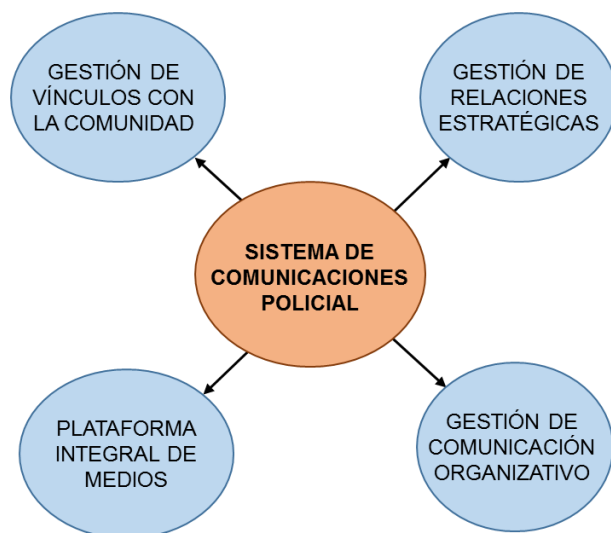 GESTIÓN DE
VÍNCULOS CON
LA COMUNIDAD
GESTIÓN DE
RELACIONES
ESTRATÉGICAS
SISTEMA DE
COMUNICACIONES
POLICIAL
PLATAFORMA
INTEGRAL DE
MEDIOS
GESTIÓN DE
COMUNICACIÓN
ORGANIZATIVO